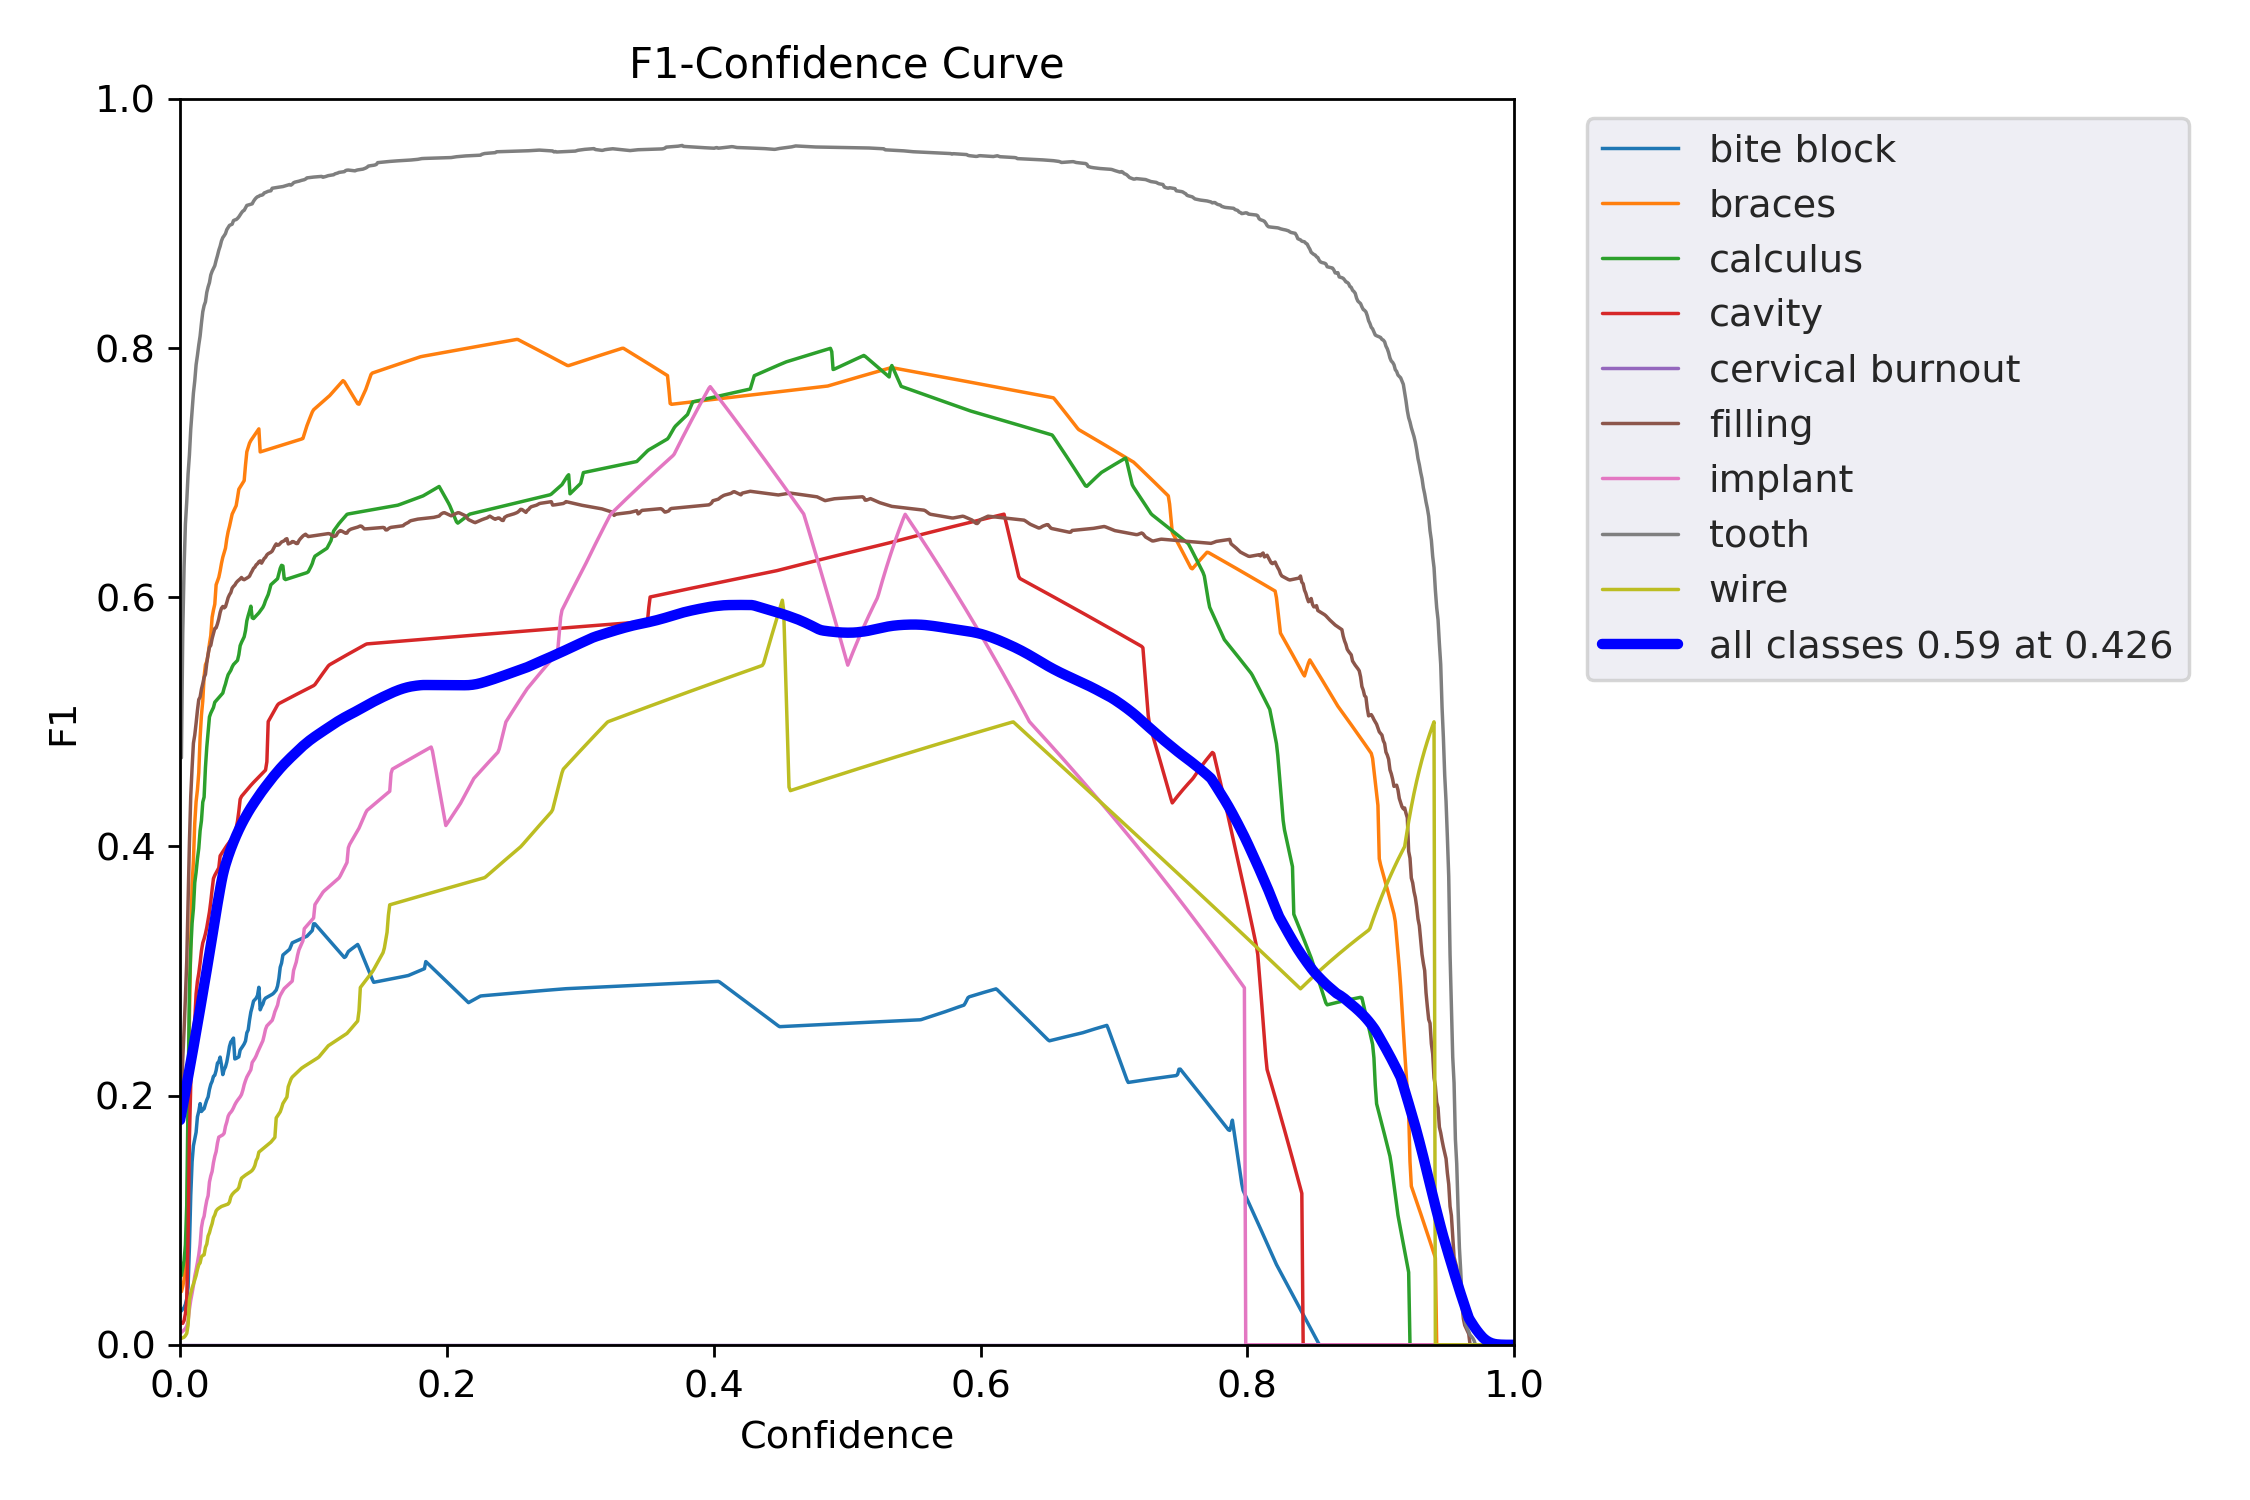 F1-Confidence Curve
1.0
0.8
0.6
0.4
0.2
0.0
F1
0.0 0.2 0.4 0.6 0.8 1.0
Confidence
bite block
braces
calculus
cavity
cervical burnout
filling
implant
tooth
wire
all classes 0.59 at 0.426